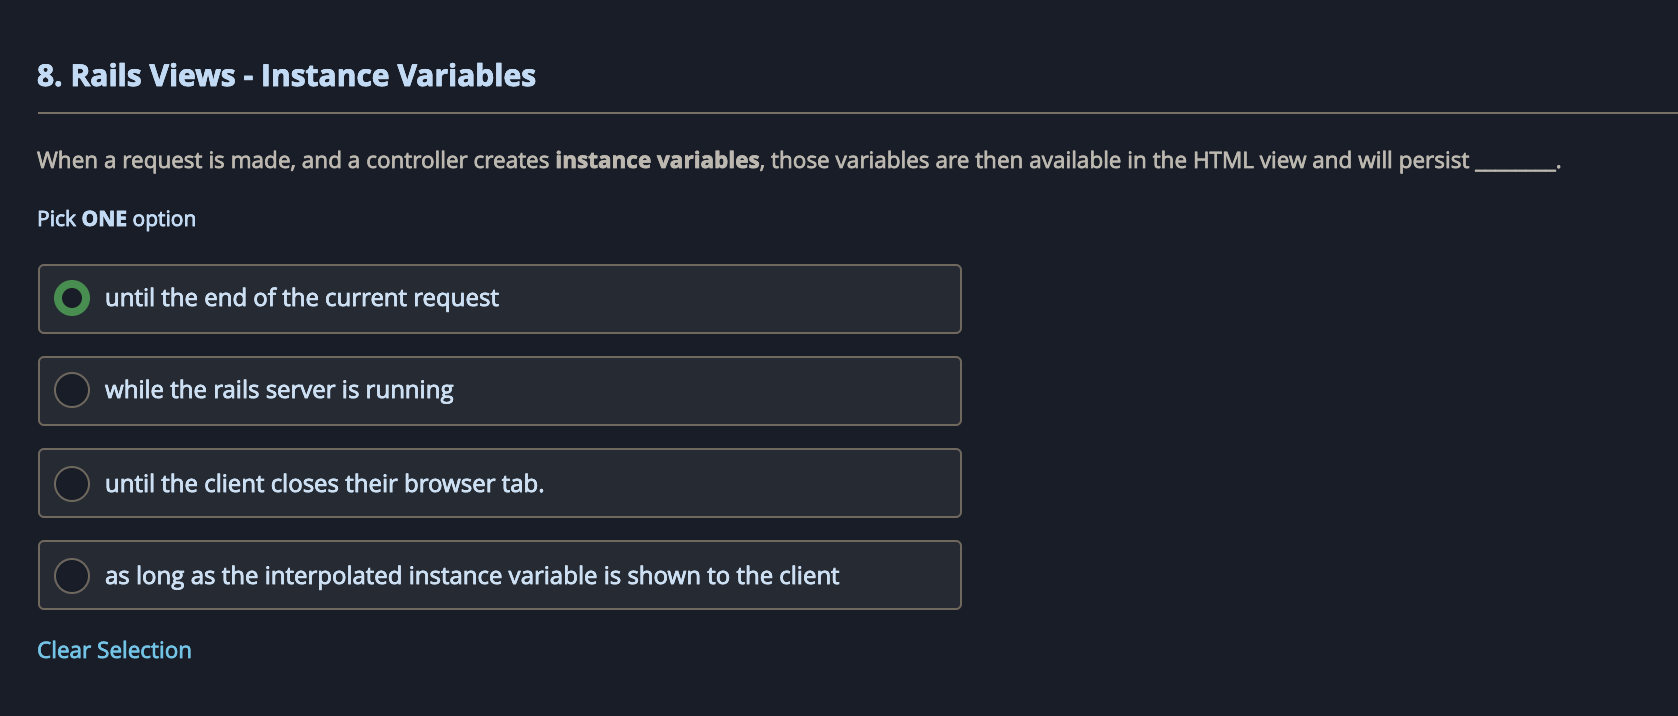 8. Rails Views - Instance Variables
When a request is made, and a controller creates instance variables, those variables are then available in the HTML view and will persist ________.
Pick ONE option
until the end of the current request
while the rails server is running
until the client closes their browser tab.
as long as the interpolated instance variable is shown to the client
Clear Selection